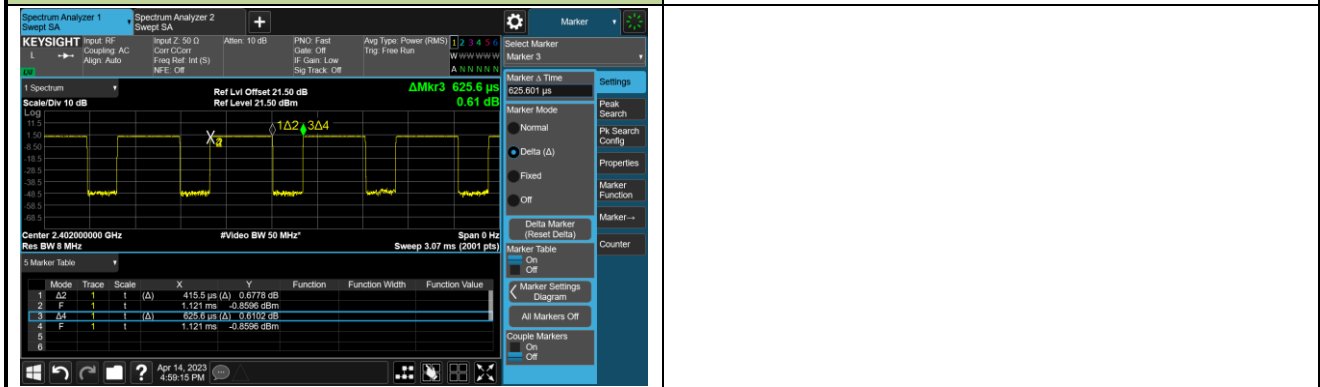 Spectrum Analyzer 1
Swept SA
Spectrum Analyzer 2
Swept SA
+
Marker
KEYSIGHT
L
Input: RF
Coupling: AC
Align: Auto
Input Z: 50 Ω
Corr CCorr
Freq Ref: Int (S)
NFE: Off
Atten: 10 dB
PNO: Fast
Gate: Off
IF Gain: Low
Sig Track: Off
Avg Type: Power (RMS)
Trig: Free Run
1 2 3 4 5 6
W W W W W W
A N N N N N
1 Spectrum
Scale/Div 10 dB
Ref Lvl Offset 21.50 dB
Ref Level 21.50 dBm
ΔMkr3 625.6 µs
0.61 dB
Log
11.5
1.50
-8.50
-18.5
-28.5
-38.5
-48.5
-58.5
-68.5
1Δ2
3Δ4
Center 2.402000000 GHz
Res BW 8 MHz
#Video BW 50 MHz*
Span 0 Hz
Sweep 3.07 ms (2001 pts)
5 Marker Table
Mode Trace Scale X Y Function Function Width Function Value
1 Δ2 1 t (Δ) 415.5 µs (Δ) 0.6778 dB
2 F 1 t 1.121 ms -0.8596 dBm
3 Δ4 1 t (Δ) 625.6 µs (Δ) 0.6102 dB
4 F 1 t 1.121 ms -0.8596 dBm
5
6
Apr 14, 2023
4:59:15 PM
Select Marker
Marker 3
Marker Δ Time
625.601 µs
Marker Mode
Normal
Delta (Δ)
Fixed
Off
Delta Marker
(Reset Delta)
Marker Table
On
Off
Marker Settings
Diagram
All Markers Off
Couple Markers
On
Off
Settings
Peak
Search
Pk Search
Config
Properties
Marker
Function
Marker→
Counter